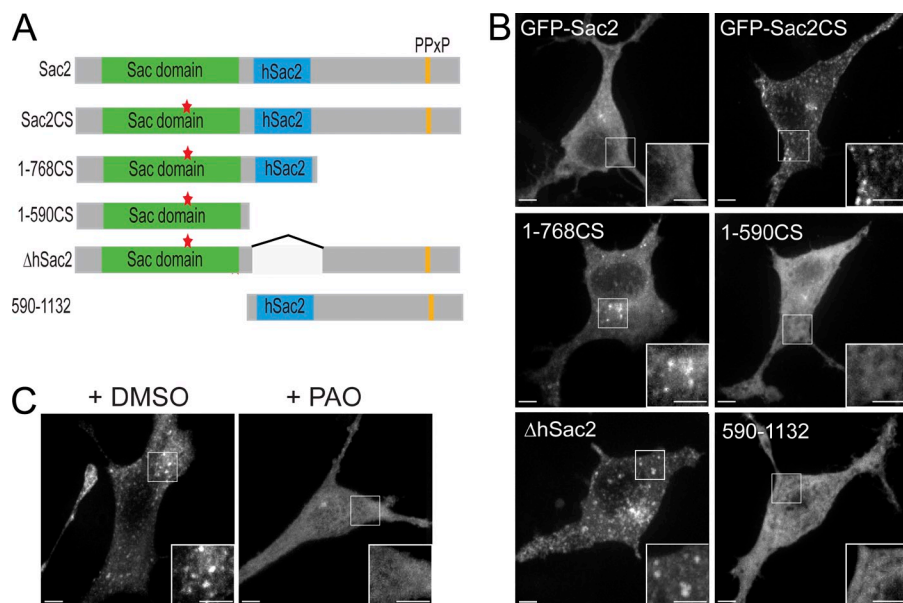 A
PPxP
Sac2
Sac domain
hSac2
Sac2CS
Sac domain
hSac2
1-768CS
Sac domain
hSac2
1-590CS
Sac domain
ΔhSac2
Sac domain
590-1132
hSac2
B
GFP-Sac2
GFP-Sac2CS
1-768CS
1-590CS
ΔhSac2
590-1132
C
+ DMSO
+ PAO